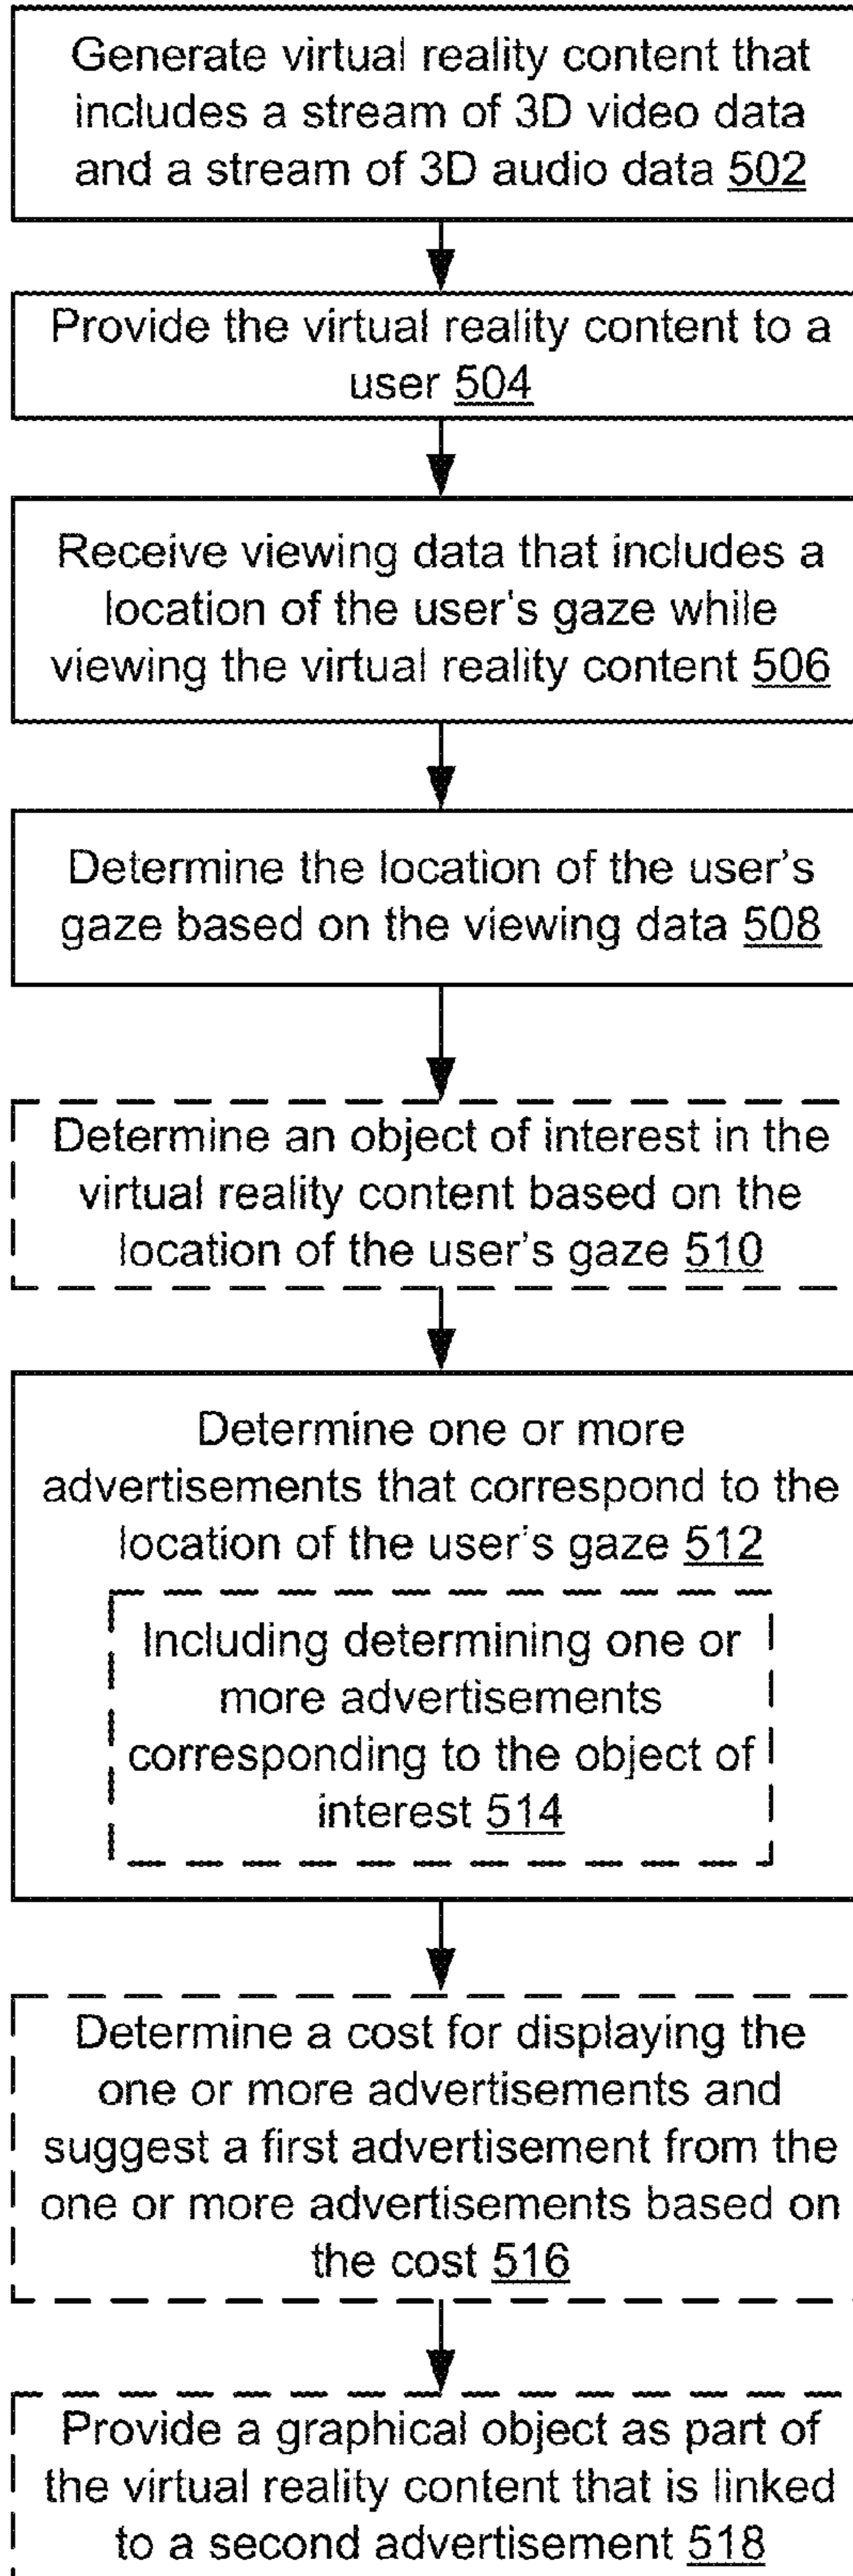 Generate virtual reality content that
includes a stream of 3D video data
and a stream of 3D audio data 502
Provide the virtual reality content to a
user 504
Receive viewing data that includes a
location of the user's gaze while
viewing the virtual reality content 506
Determine the location of the user's
gaze based on the viewing data 508
Determine an object of interest in the
virtual reality content based on the
location of the user's gaze 510
Determine one or more
advertisements that correspond to the
location of the user's gaze 512
Including determining one or
more advertisements
corresponding to the object of
interest 514
Determine a cost for displaying the
one or more advertisements and
suggest a first advertisement from the
one or more advertisements based on
the cost 516
Provide a graphical object as part of
the virtual reality content that is linked
to a second advertisement 518